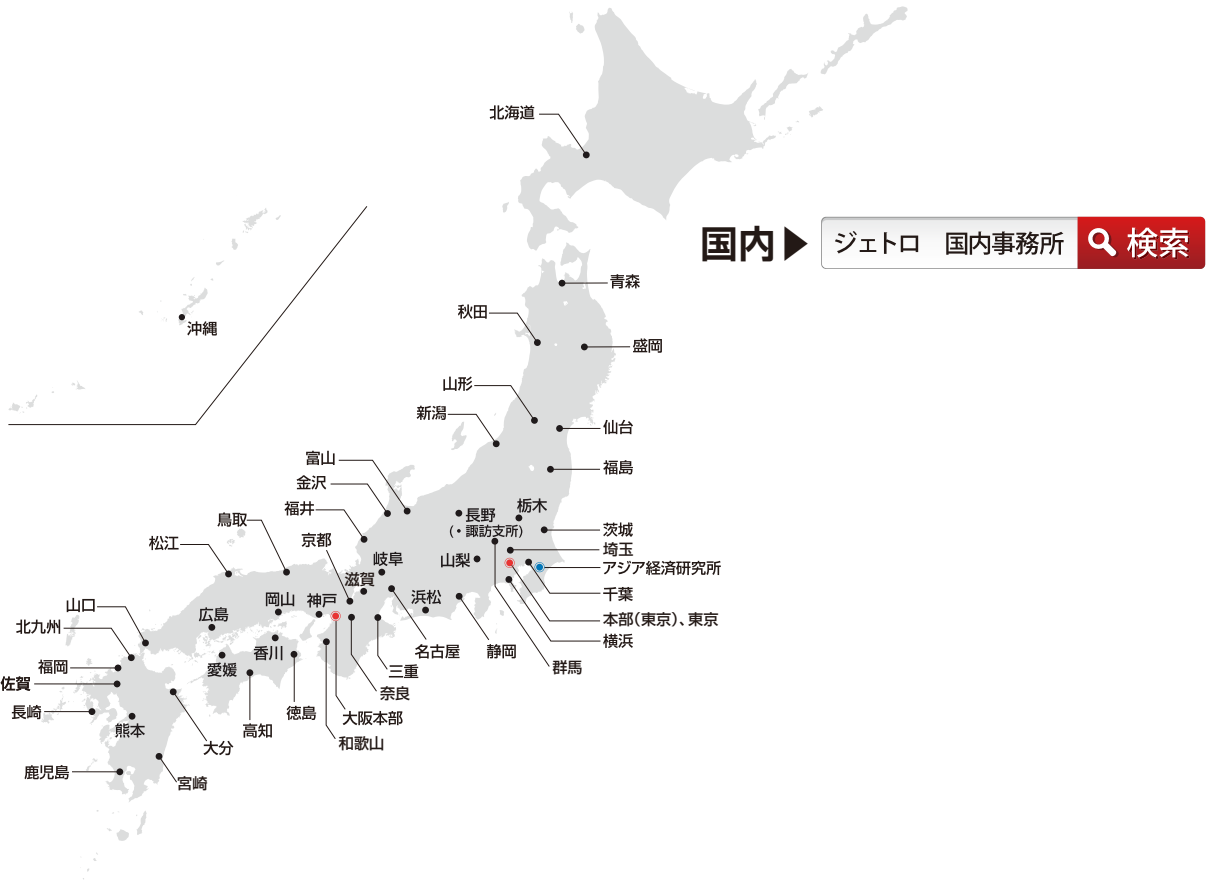 北海道
国内
ジェトロ　国内事務所
検索
青森
秋田
沖縄
盛岡
山形
新潟
仙台
富山
福島
金沢
栃木
福井
長野
鳥取
(・諏訪支所)
茨城
京都
松江
埼玉
岐阜
山梨
アジア経済研究所
滋賀
千葉
岡山
神戸
浜松
山口
広島
本部(東京)、東京
北九州
横浜
香川
名古屋
静岡
福岡
愛媛
三重
群馬
佐賀
奈良
長崎
徳島
大阪本部
熊本
高知
大分
和歌山
鹿児島
宮崎